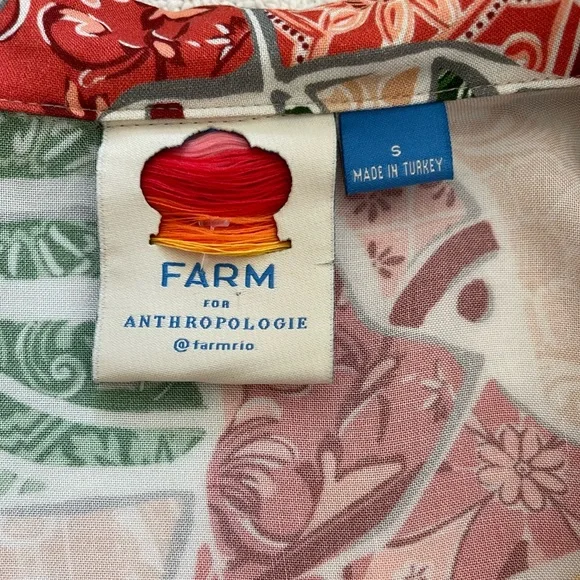 FARM
FOR
ANTHROPOLOGIE
@farmrio
S
MADE IN TURKEY